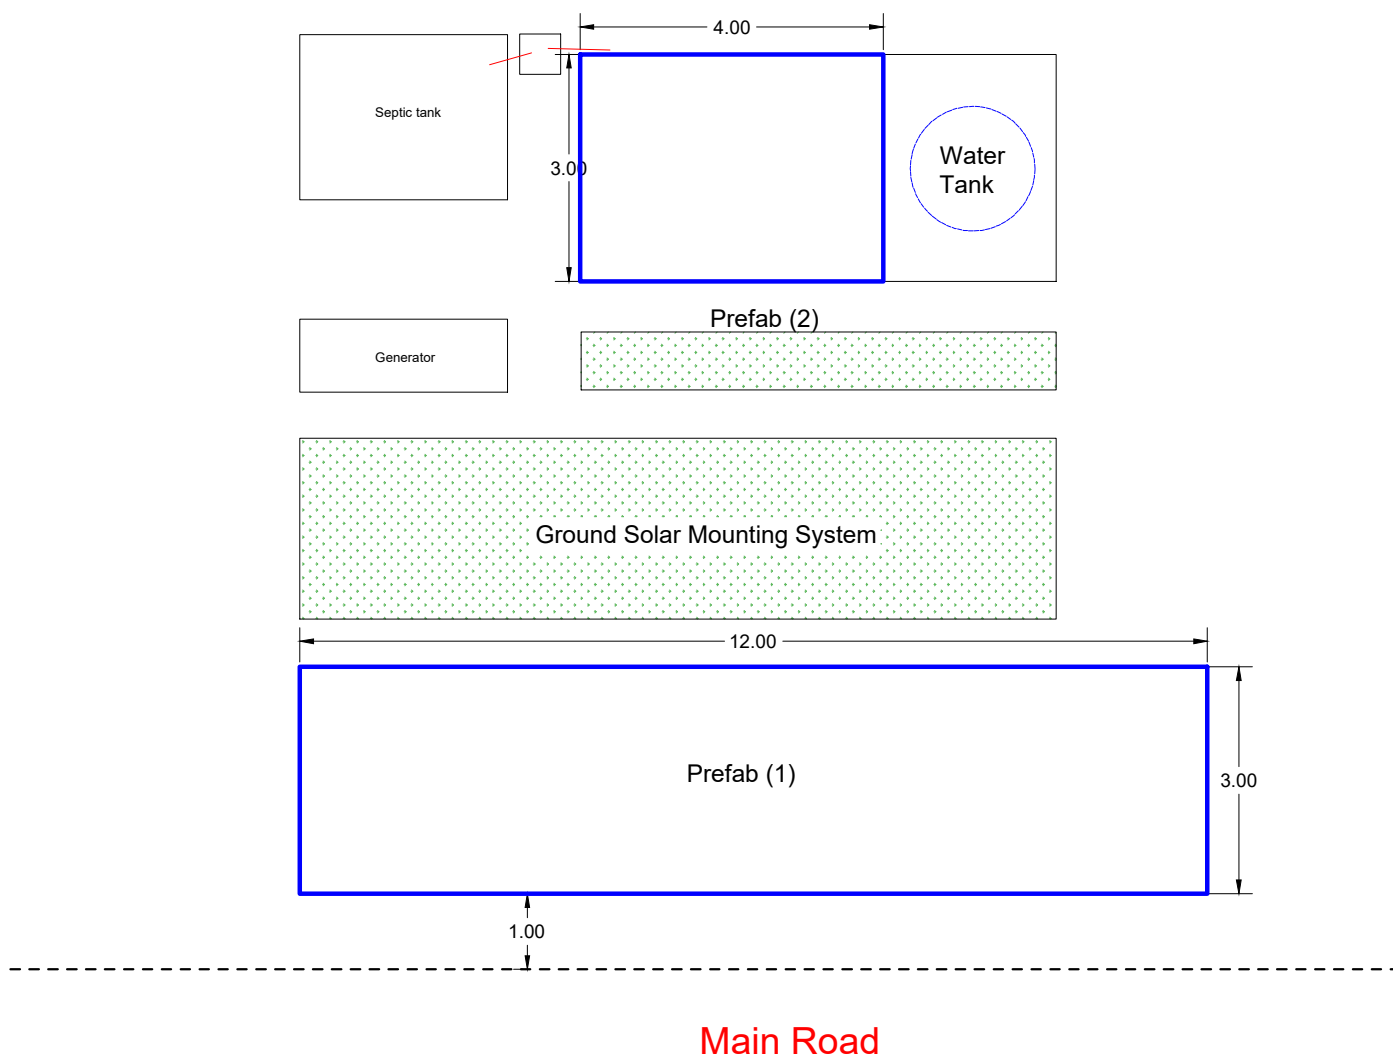 4.00
Septic tank
3.00
Water
Tank
Prefab (2)
Generator
Ground Solar Mounting System
12.00
Prefab (1)
3.00
1.00
Main Road